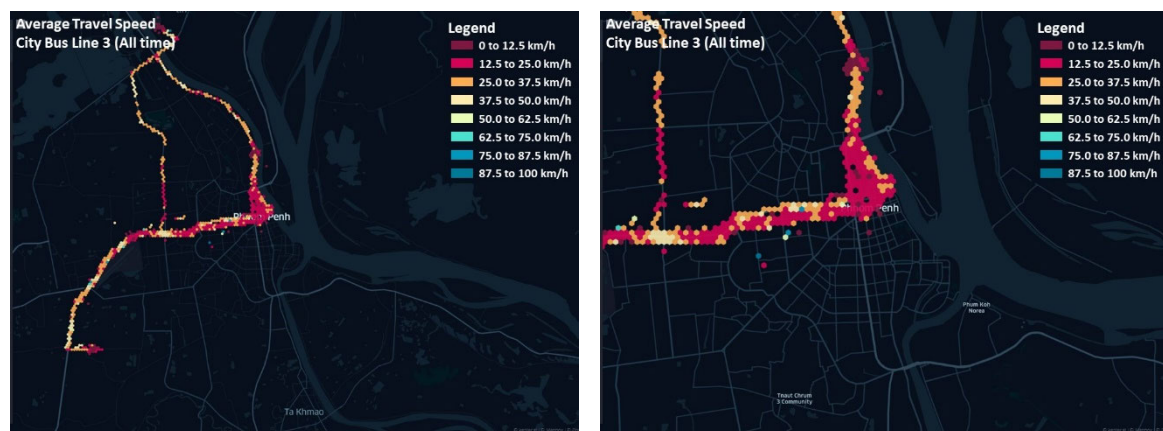 Average Travel Speed
City Bus Line 3 (All time)
Legend
0 to 12.5 km/h
12.5 to 25.0 km/h
25.0 to 37.5 km/h
37.5 to 50.0 km/h
50.0 to 62.5 km/h
62.5 to 75.0 km/h
75.0 to 87.5 km/h
87.5 to 100 km/h
Penh
Ta Khmao
Average Travel Speed
City Bus Line 3 (All time)
Legend
0 to 12.5 km/h
12.5 to 25.0 km/h
25.0 to 37.5 km/h
37.5 to 50.0 km/h
50.0 to 62.5 km/h
62.5 to 75.0 km/h
75.0 to 87.5 km/h
87.5 to 100 km/h
Penh
Phum Koh
Norea
Tnaut Chrum
3 Community